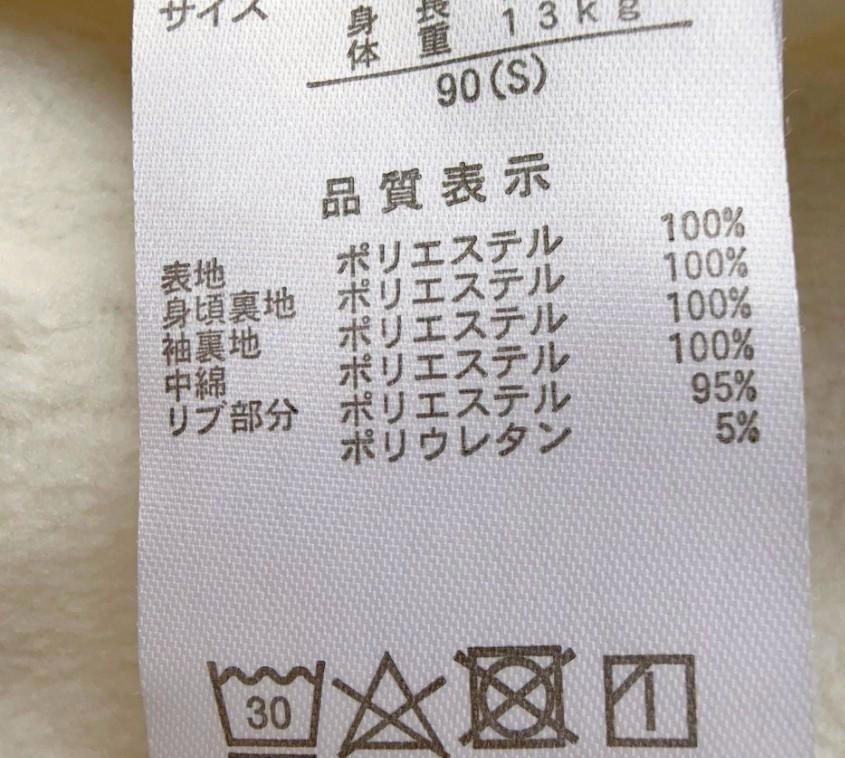 サイズ
身長
体重 13kg
90(S)
品質表示
表地 ポリエステル 100%
身頃裏地 ポリエステル 100%
袖裏地 ポリエステル 100%
中綿 ポリエステル 100%
リブ部分 ポリエステル 95%
ポリウレタン 5%
30